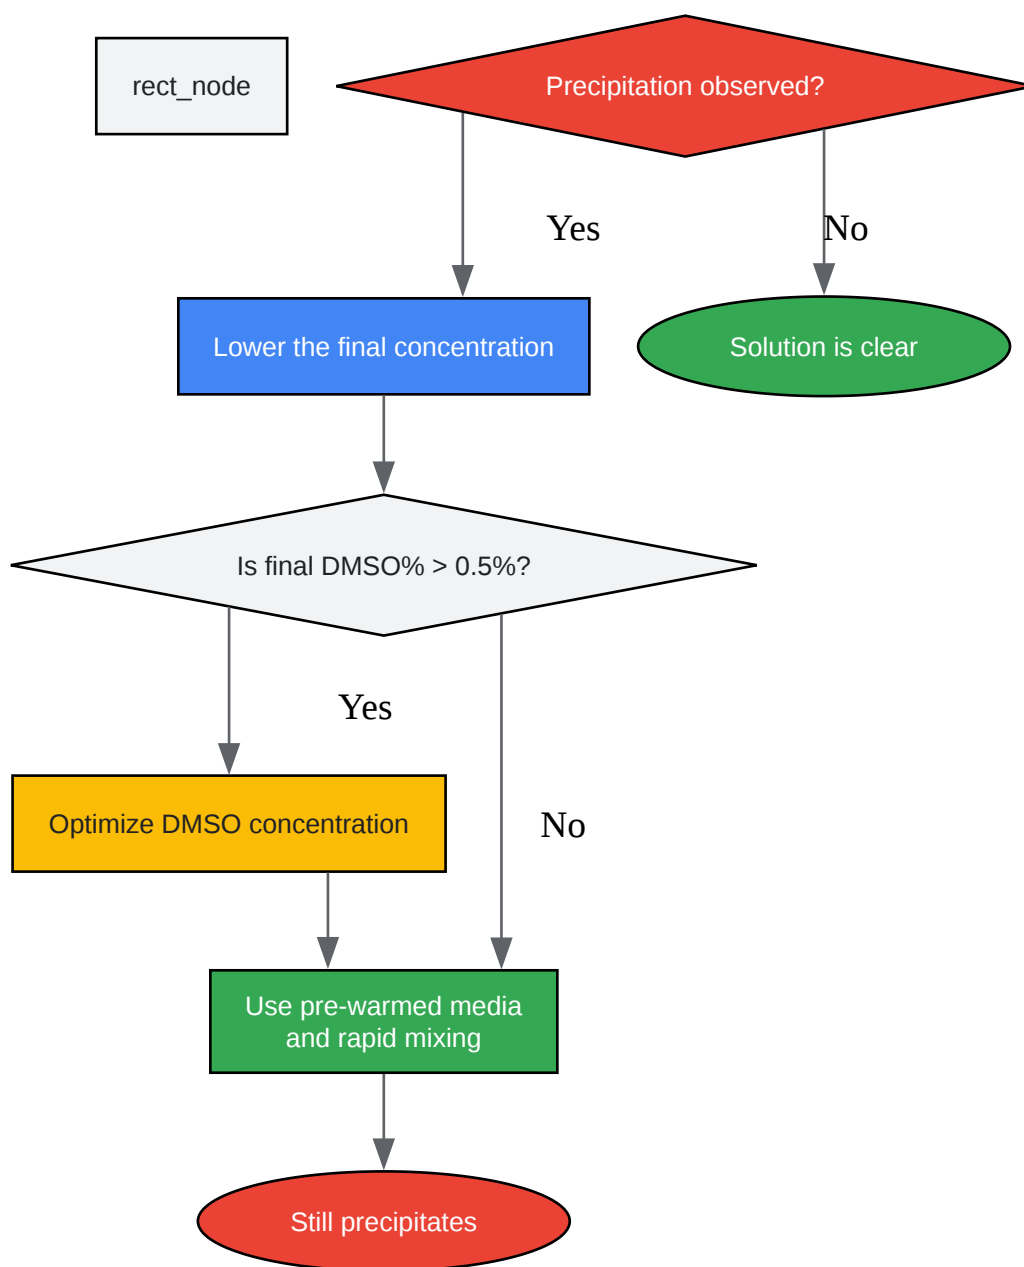 rect_node
Precipitation observed?
Yes
No
Lower the final concentration
Solution is clear
Is final DMSO% > 0.5%?
Yes
Optimize DMSO concentration
No
Use pre-warmed media
and rapid mixing
Still precipitates